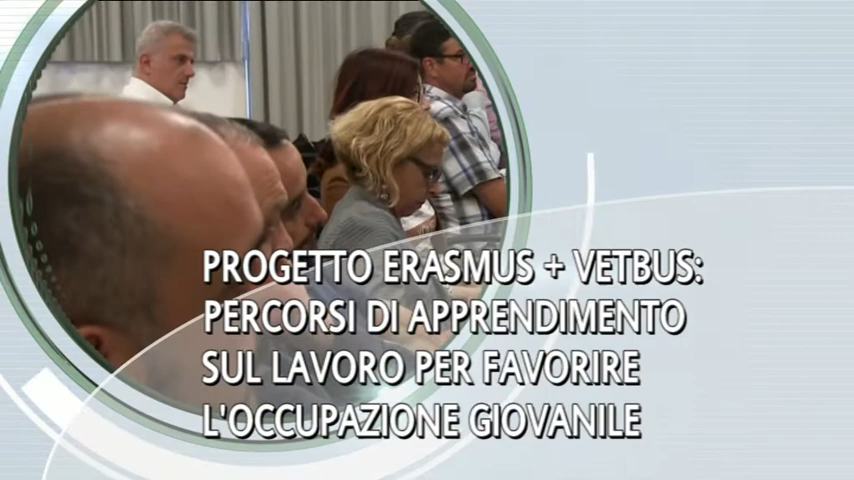 PROGETTO ERASMUS + VETBUS:
PERCORSI DI APPRENDIMENTO
SUL LAVORO PER FAVORIRE
L'OCCUPAZIONE GIOVANILE